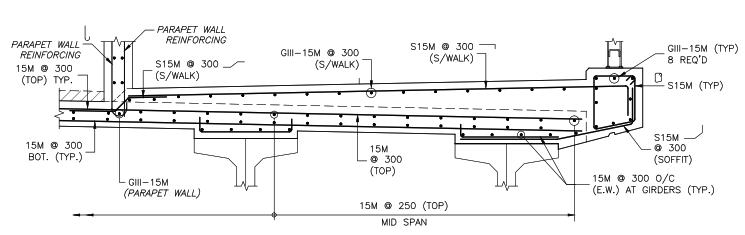 PARAPET WALL
REINFORCING
PARAPET WALL
REINFORCING
15M @ 300
(TOP) TYP.
S15M @ 300
(S/WALK)
GIII-15M @ 300
(S/WALK)
S15M @ 300
(S/WALK)
GIII-15M (TYP)
8 REQ'D
S15M (TYP)
15M @ 300
BOT. (TYP.)
GIII-15M
(PARAPET WALL)
15M
@ 300
(TOP)
S15M
@ 300
(SOFFIT)
15M @ 300 O/C
(E.W.) AT GIRDERS (TYP.)
15M @ 250 (TOP)
MID SPAN